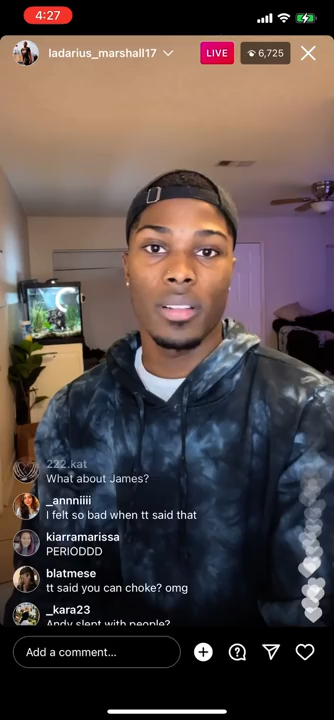 4:27
ladarius_marshall17
LIVE
6,725
222.kat
What about James?
_annniiii
I felt so bad when tt said that
kiarramarissa
PERIODDD
blatmese
tt said you can choke? omg
_kara23
Andy slept with people?
Add a comment...